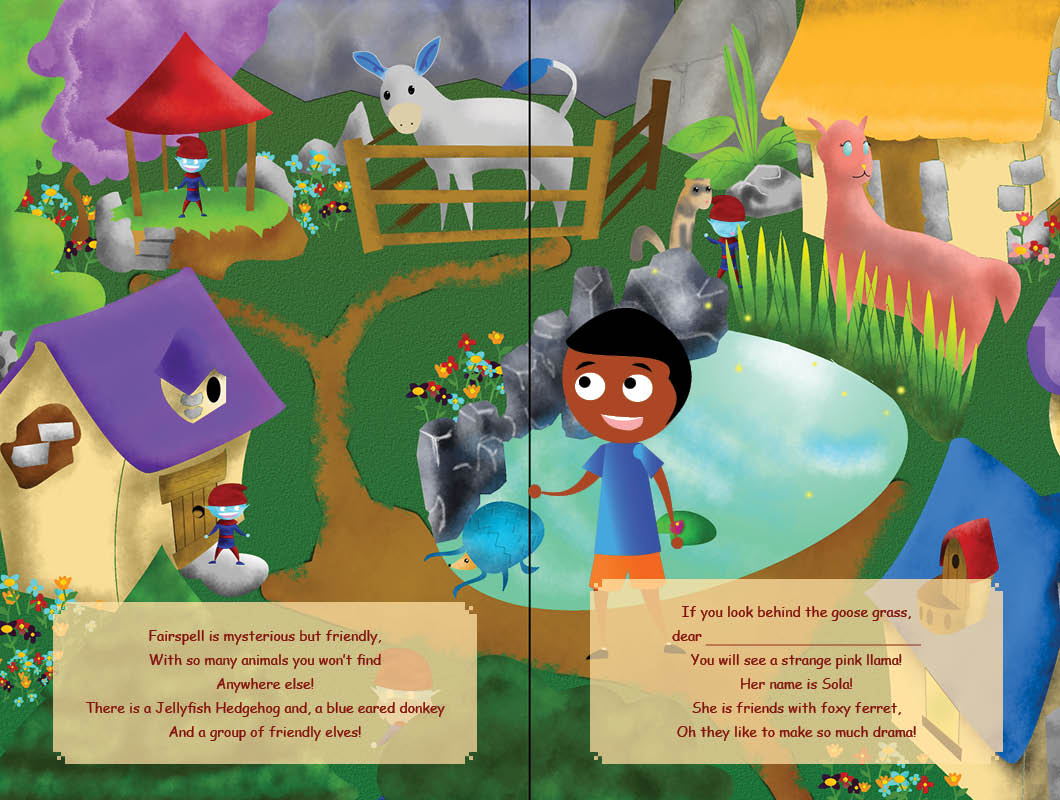 Fairspell is mysterious but friendly,
With so many animals you won't find
Anywhere else!
There is a Jellyfish Hedgehog and, a blue eared donkey
And a group of friendly elves!
If you look behind the goose grass,
dear ____________________
You will see a strange pink llama!
Her name is Sola!
She is friends with foxy ferret,
Oh they like to make so much drama!